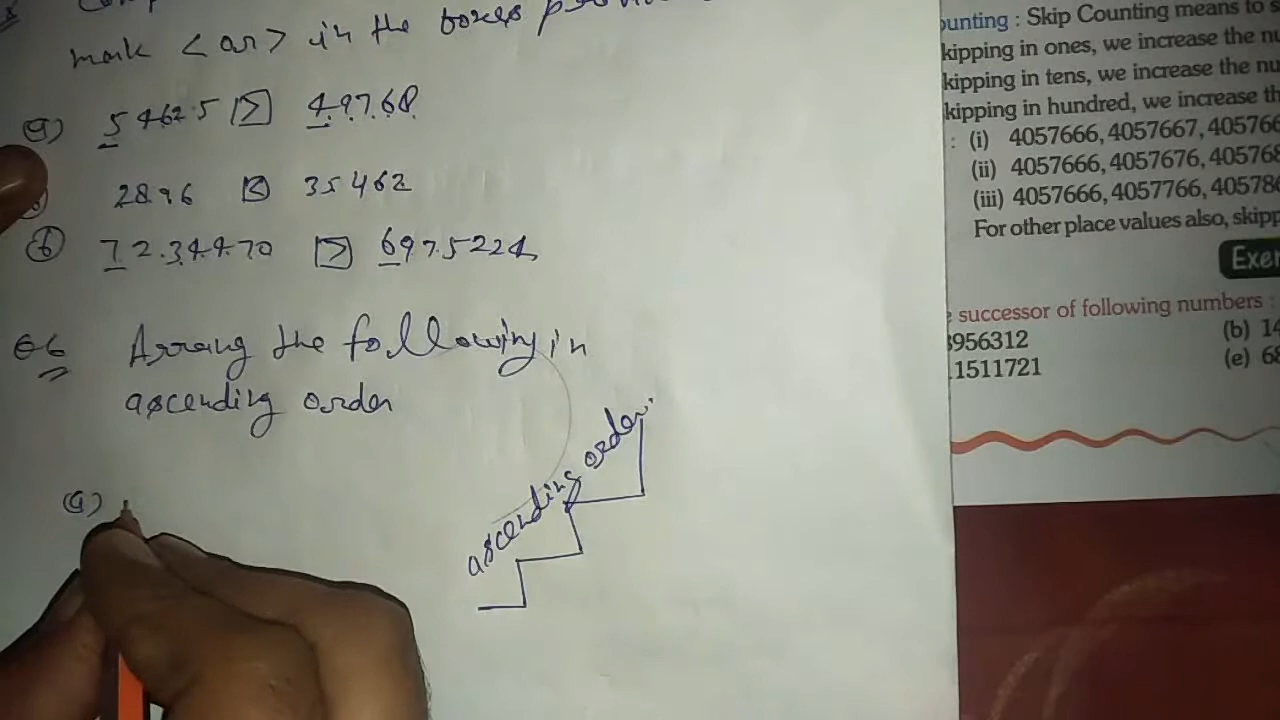 mark < or > in the boxes
(a) 54625 > 49768
2896 < 35462
(b) 7234470 > 6975224
E6 Arrang the following in
ascending order
ascending order
(a)
ounting : Skip Counting means to s
kipping in ones, we increase the nu
kipping in tens, we increase the nu
kipping in hundred, we increase th
: (i) 4057666, 4057667, 405766
(ii) 4057666, 4057676, 405768
(iii) 4057666, 4057766, 405786
For other place values also, skipp
Exer
successor of following numbers :
3956312 (b) 14
11511721 (e) 68